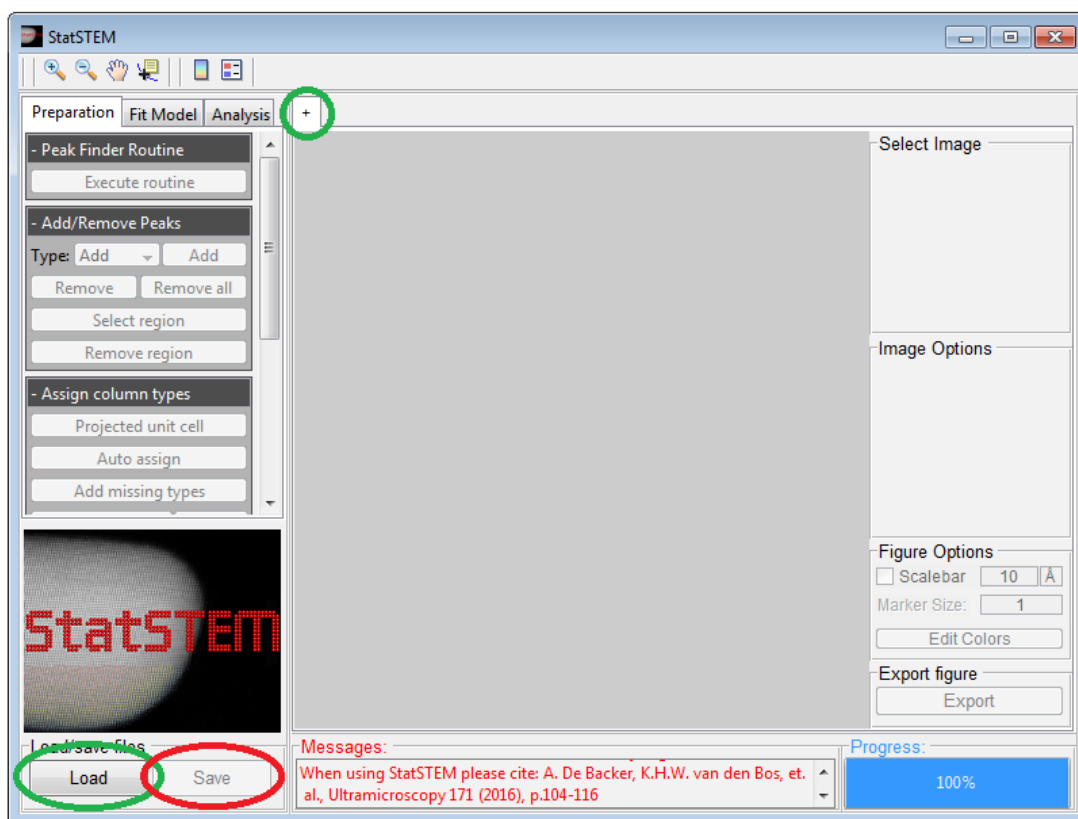 StatSTEM
Preparation Fit Model Analysis +
- Peak Finder Routine
Execute routine
- Add/Remove Peaks
Type: Add Add
Remove Remove all
Select region
Remove region
- Assign column types
Projected unit cell
Auto assign
Add missing types
StatSTEM
Load/save files
Load Save
Select Image
Image Options
Figure Options
Scalebar 10 Å
Marker Size: 1
Edit Colors
Export figure
Export
Messages:
When using StatSTEM please cite: A. De Backer, K.H.W. van den Bos, et.
al., Ultramicroscopy 171 (2016), p.104-116
Progress:
100%